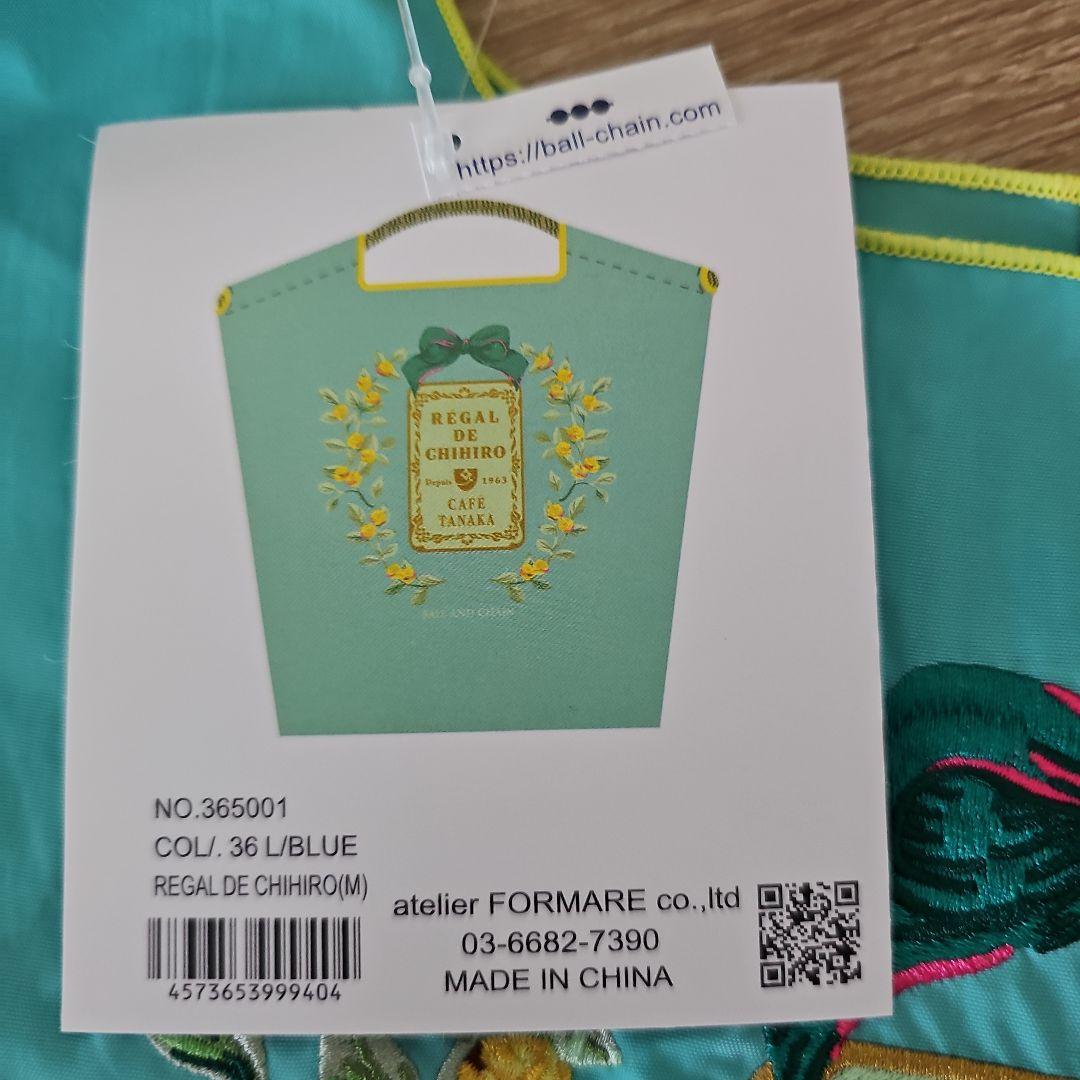 https://ball-chain.com
RÉGAL
DE
CHIHIRO
Depuis 1963
CAFÉ
TANAKA
BALL AND CHAIN
NO.365001
COL/. 36 L/BLUE
REGAL DE CHIHIRO(M)
4573653999404
atelier FORMARE co.,ltd
03-6682-7390
MADE IN CHINA